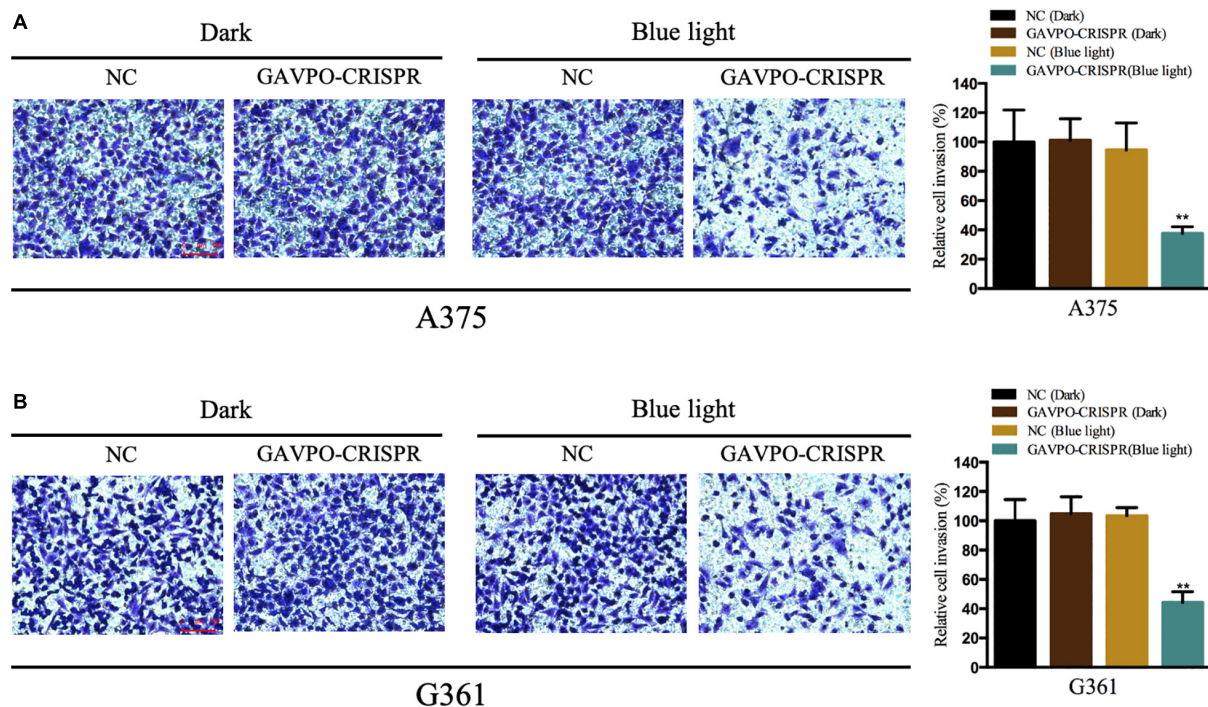 A
Dark
Blue light
NC
GAVPO-CRISPR
NC
GAVPO-CRISPR
A375
NC (Dark)
GAVPO-CRISPR (Dark)
NC (Blue light)
GAVPO-CRISPR(Blue light)
Relative cell invasion (%)
140
120
100
80
60
40
20
0
**
A375
B
Dark
Blue light
NC
GAVPO-CRISPR
NC
GAVPO-CRISPR
G361
NC (Dark)
GAVPO-CRISPR (Dark)
NC (Blue light)
GAVPO-CRISPR(Blue light)
Relative cell invasion (%)
140
120
100
80
60
40
20
0
**
G361